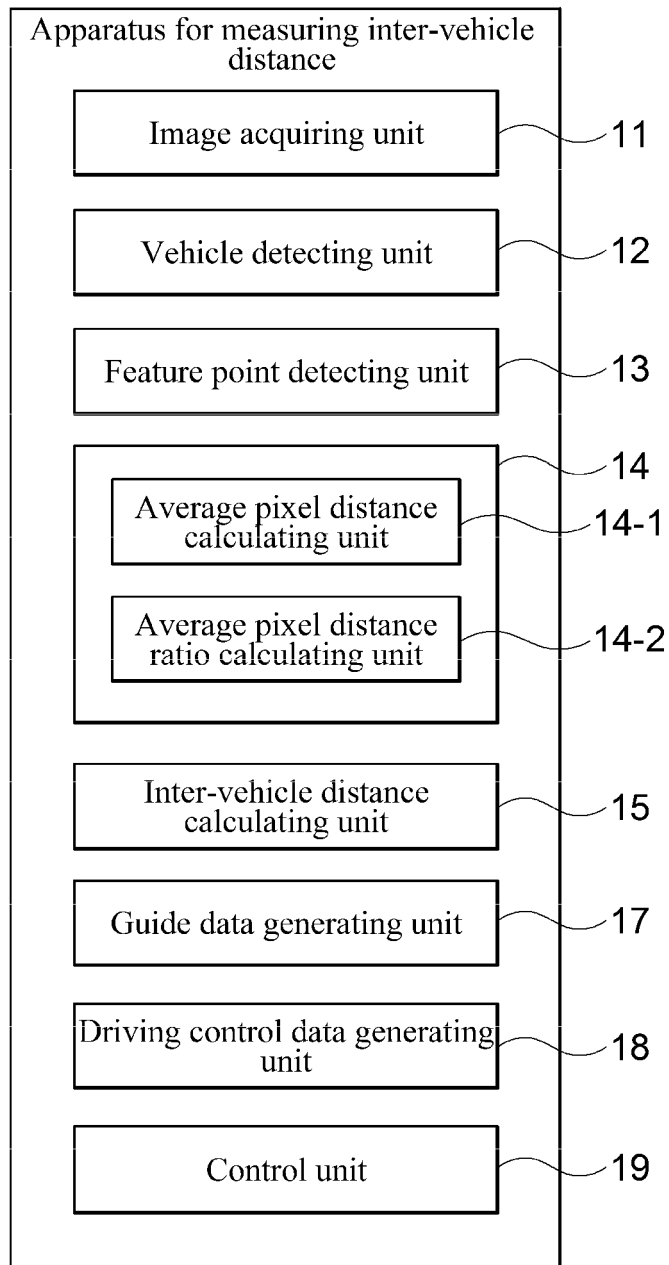 Apparatus for measuring inter-vehicle
distance
Image acquiring unit
11
Vehicle detecting unit
12
Feature point detecting unit
13
14
Average pixel distance
calculating unit
14-1
Average pixel distance
ratio calculating unit
14-2
Inter-vehicle distance
calculating unit
15
Guide data generating unit
17
Driving control data generating
unit
18
Control unit
19